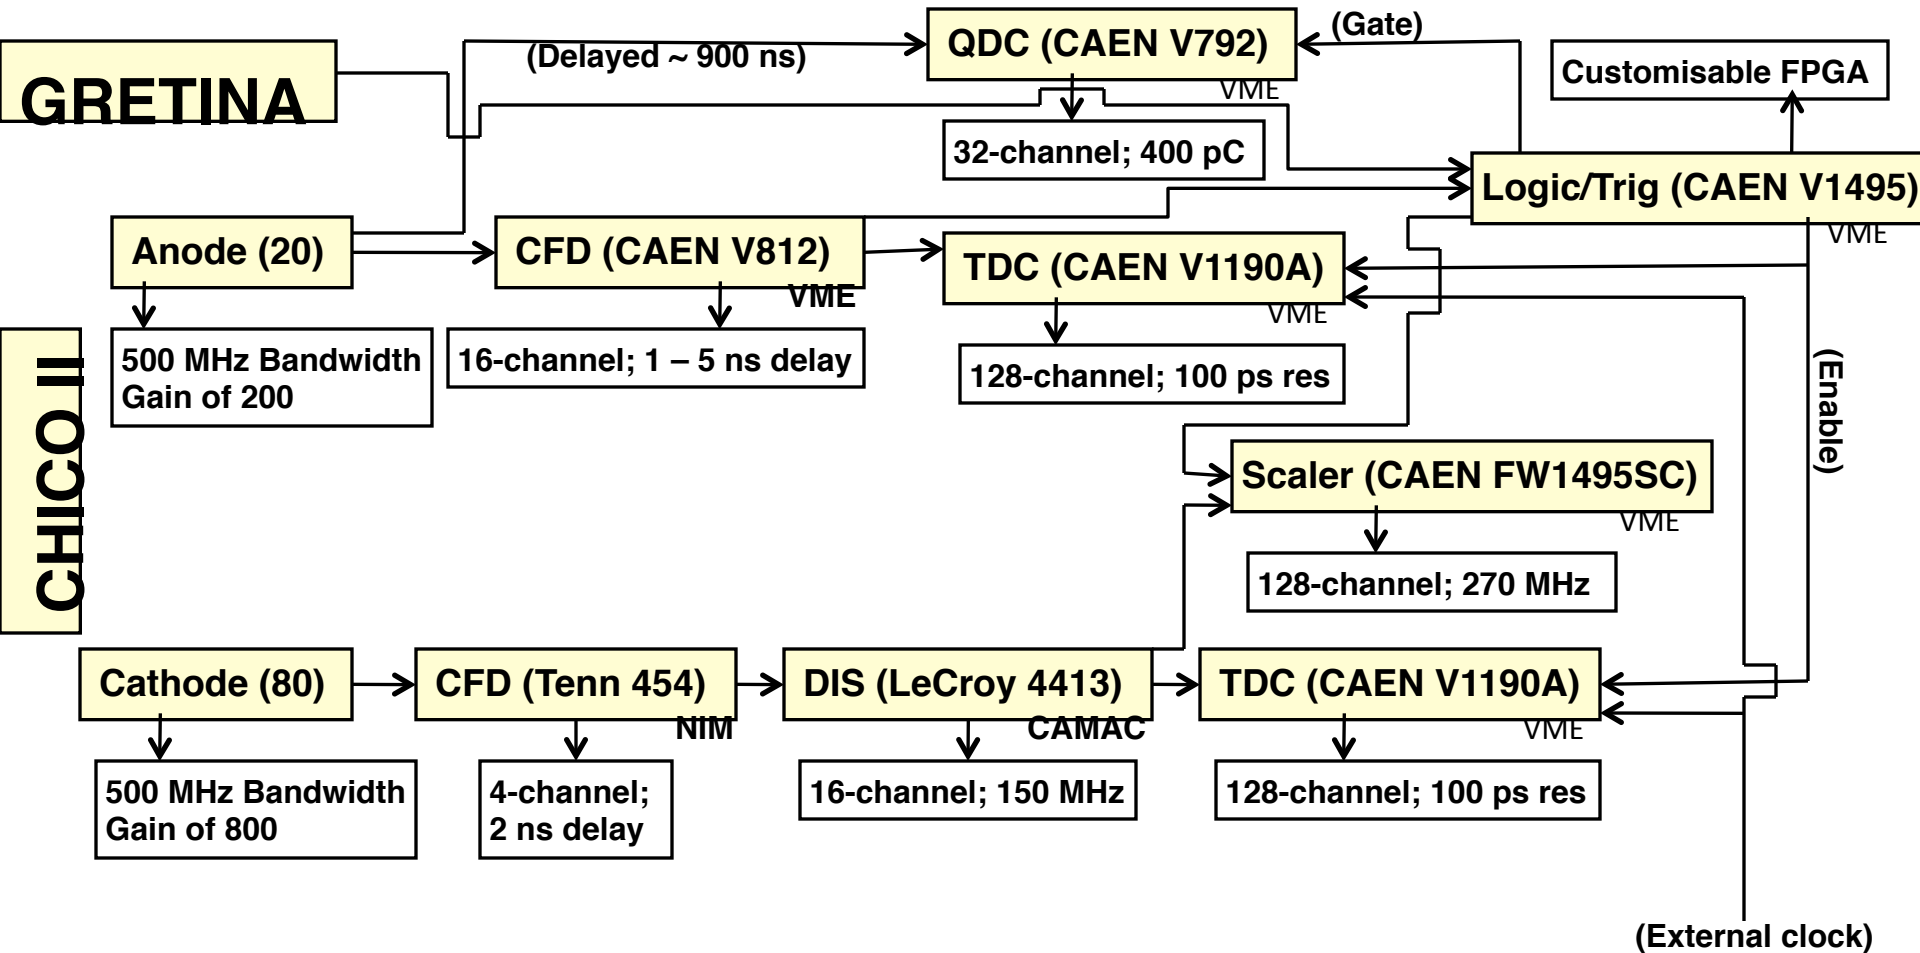 QDC (CAEN V792)
(Gate)
(Delayed ~ 900 ns)
VME
Customisable FPGA
GRETINA
32-channel; 400 pC
Logic/Trig (CAEN V1495)
VME
Anode (20)
CFD (CAEN V812)
VME
TDC (CAEN V1190A)
VME
500 MHz Bandwidth
Gain of 200
16-channel; 1 – 5 ns delay
128-channel; 100 ps res
(Enable)
CHICO II
Scaler (CAEN FW1495SC)
VME
128-channel; 270 MHz
Cathode (80)
CFD (Tenn 454)
NIM
DIS (LeCroy 4413)
CAMAC
TDC (CAEN V1190A)
VME
500 MHz Bandwidth
Gain of 800
4-channel;
2 ns delay
16-channel; 150 MHz
128-channel; 100 ps res
(External clock)